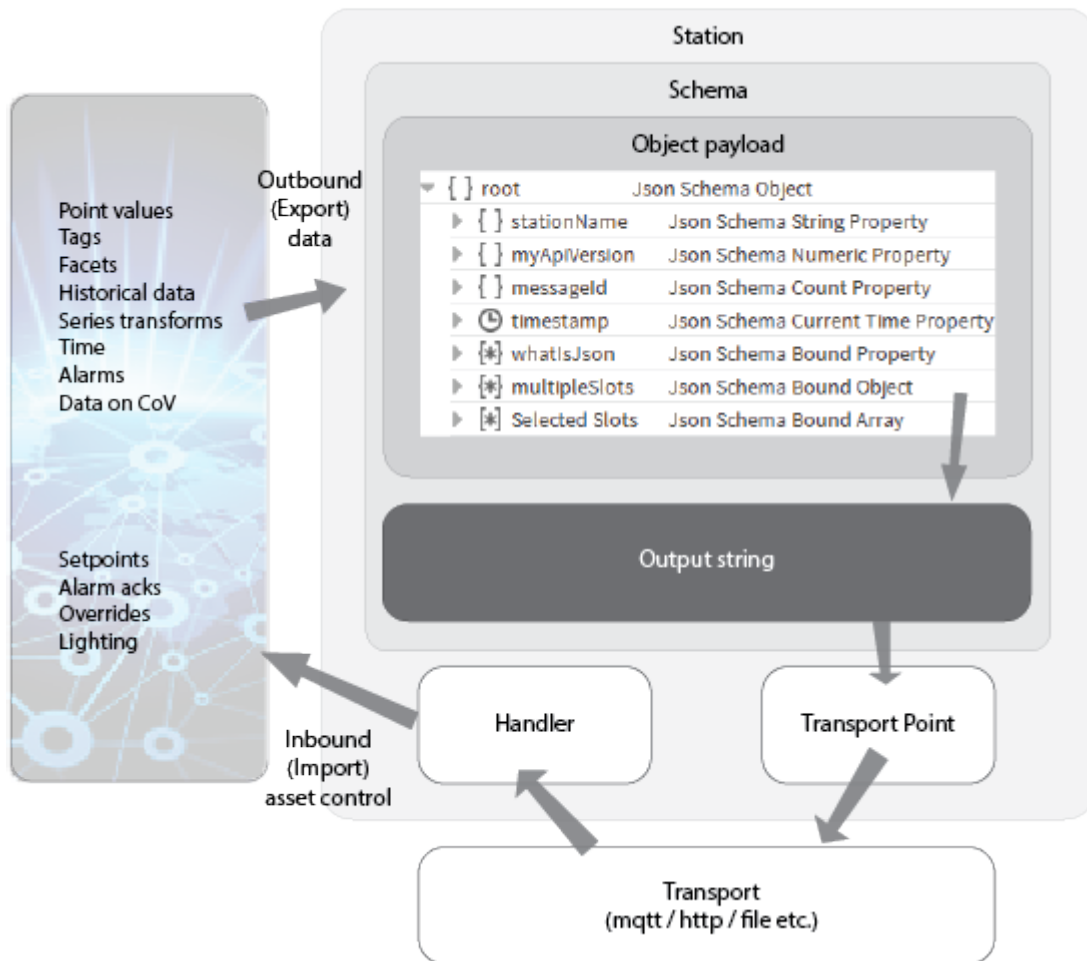 Station
Schema
Object payload
{ } root Json Schema Object
{ } stationName Json Schema String Property
{ } myApiVersion Json Schema Numeric Property
{ } messageId Json Schema Count Property
timestamp Json Schema Current Time Property
{*} whatIsJson Json Schema Bound Property
{*} multipleSlots Json Schema Bound Object
[*] Selected Slots Json Schema Bound Array
Output string
Outbound
(Export)
data
Point values
Tags
Facets
Historical data
Series transforms
Time
Alarms
Data on CoV
Setpoints
Alarm acks
Overrides
Lighting
Inbound
(Import)
asset control
Handler
Transport Point
Transport
(mqtt / http / file etc.)